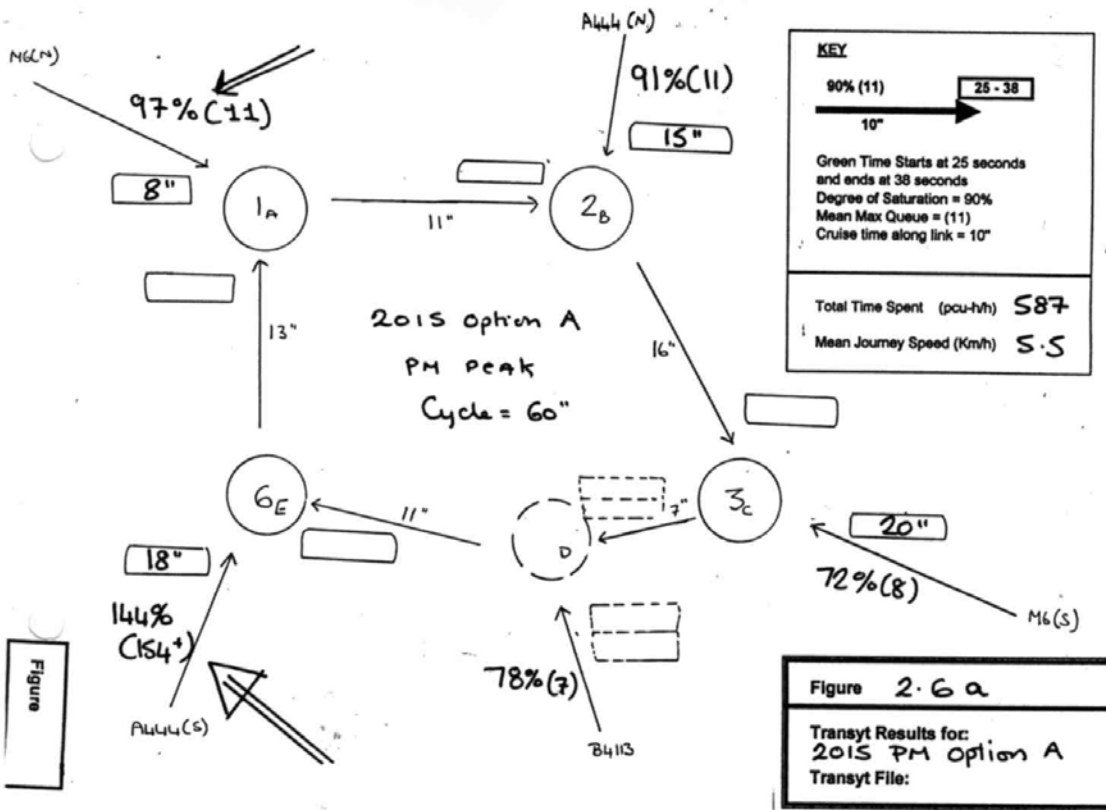 M6(N)
97%(11)
8"
1A
11"
A444 (N)
91%(11)
15"
2B
KEY
90% (11)
25 - 38
10"
Green Time Starts at 25 seconds
and ends at 38 seconds
Degree of Saturation = 90%
Mean Max Queue = (11)
Cruise time along link = 10"
Total Time Spent (pcu-h/h) 587
Mean Journey Speed (Km/h) 5.5
13"
2015 Option A
PM PEAK
Cycle = 60"
16"
6E
11"
D
7"
3C
20"
72%(8)
M6(S)
18"
144%
(154+)
A444(S)
78%(7)
B4113
Figure
Figure 2.6a
Transyt Results for:
2015 PM Option A
Transyt File: